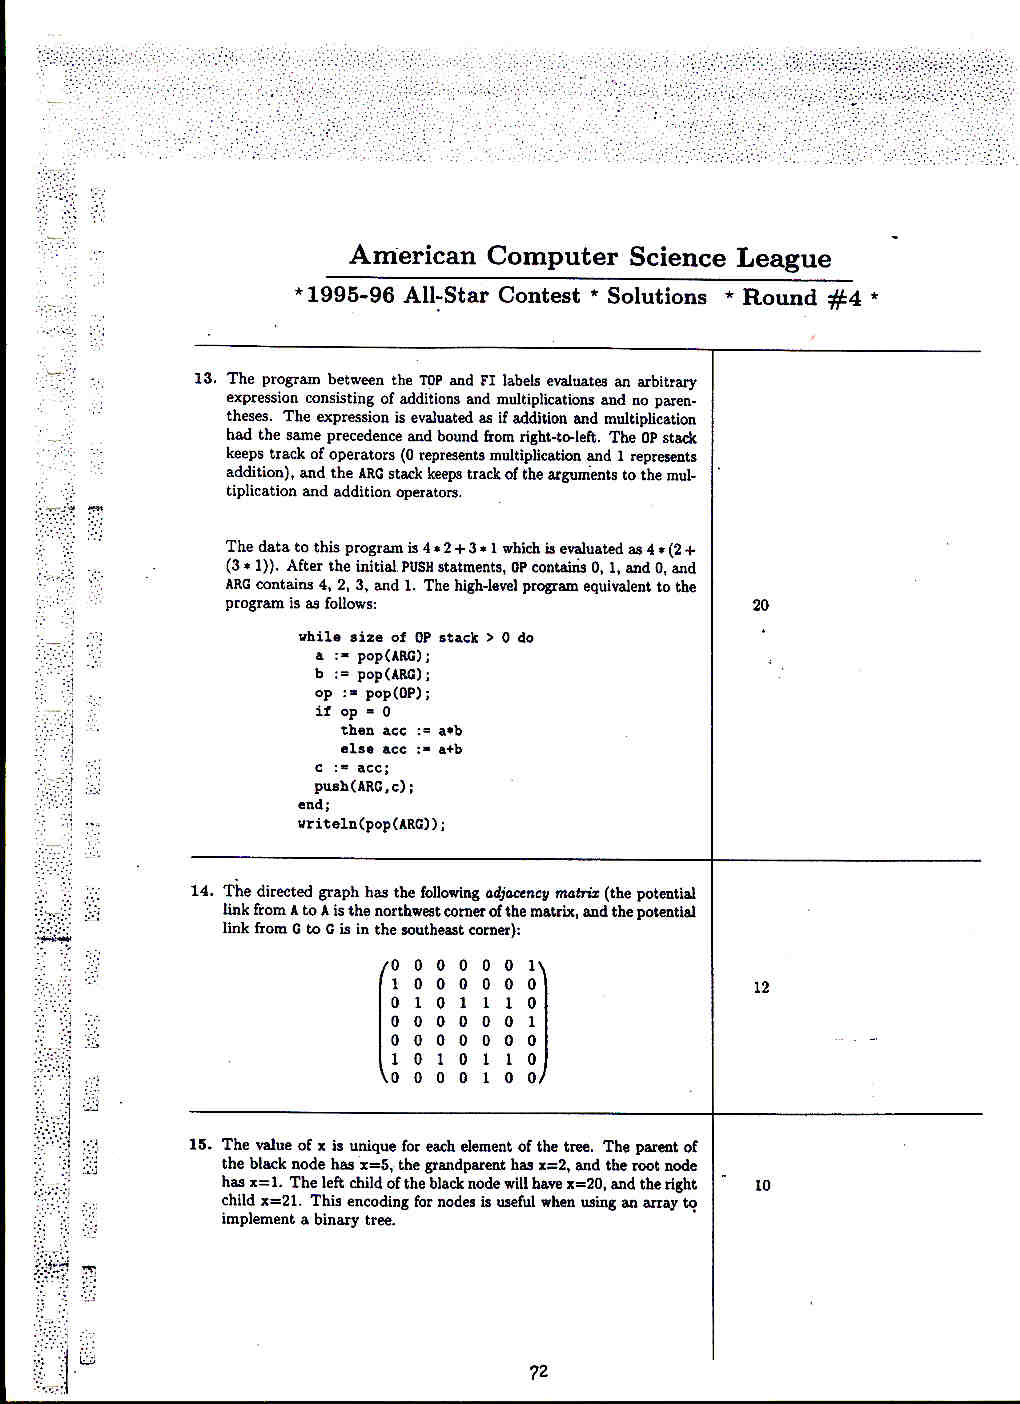 American Computer Science League
*1995-96 All-Star Contest * Solutions * Round #4 *
13. The program between the TOP and FI labels evaluates an arbitrary
expression consisting of additions and multiplications and no paren-
theses. The expression is evaluated as if addition and multiplication
had the same precedence and bound from right-to-left. The OP stack
keeps track of operators (0 represents multiplication and 1 represents
addition), and the ARG stack keeps track of the arguments to the mul-
tiplication and addition operators.
The data to this program is 4 * 2 + 3 * 1 which is evaluated as 4 * (2 +
(3 * 1)). After the initial PUSH statments, OP contains 0, 1, and 0, and
ARG contains 4, 2, 3, and 1. The high-level program equivalent to the
program is as follows:
20
while size of OP stack > 0 do
a := pop(ARG);
b := pop(ARG);
op := pop(OP);
if op = 0
then acc := a*b
else acc := a+b
c := acc;
push(ARG,c);
end;
writeln(pop(ARG));
14. The directed graph has the following adjacency matrix (the potential
link from A to A is the northwest corner of the matrix, and the potential
link from G to G is in the southeast corner):
0 0 0 0 0 0 1
1 0 0 0 0 0 0
0 1 0 1 1 1 0
0 0 0 0 0 0 1
0 0 0 0 0 0 0
1 0 1 0 1 1 0
0 0 0 0 1 0 0
12
15. The value of x is unique for each element of the tree. The parent of
the black node has x=5, the grandparent has x=2, and the root node
has x=1. The left child of the black node will have x=20, and the right
child x=21. This encoding for nodes is useful when using an array to
implement a binary tree.
10
72